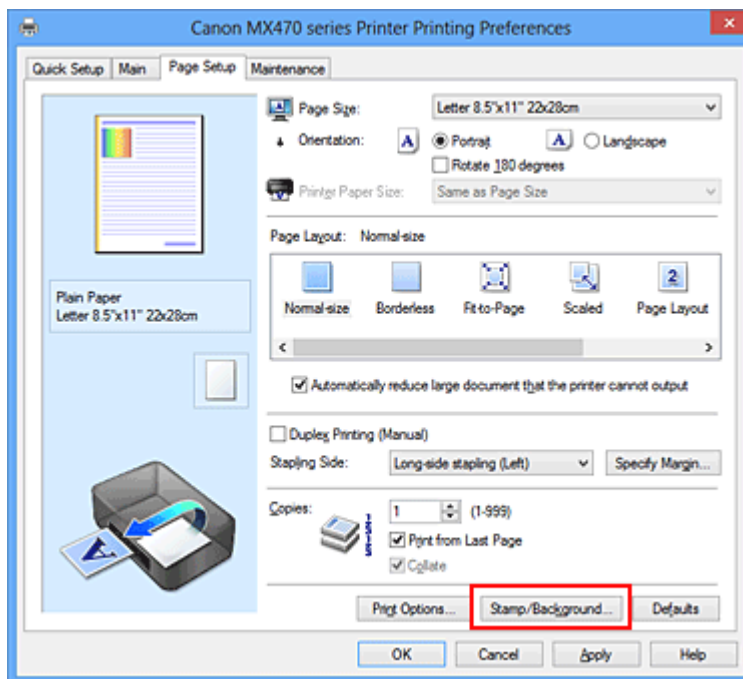 Canon MX470 series Printer Printing Preferences
Quick Setup Main Page Setup Maintenance
Page Size: Letter 8.5"x11" 22x28cm
Orientation: A Portrait A Landscape
Rotate 180 degrees
Printer Paper Size: Same as Page Size
Page Layout: Normal-size
2
Normal-size Borderless Fit-to-Page Scaled Page Layout
Plain Paper
Letter 8.5"x11" 22x28cm
Automatically reduce large document that the printer cannot output
Duplex Printing (Manual)
Stapling Side: Long-side stapling (Left) Specify Margin...
Copies: 1 (1-999)
Print from Last Page
Collate
A
Print Options... Stamp/Background... Defaults
OK Cancel Apply Help